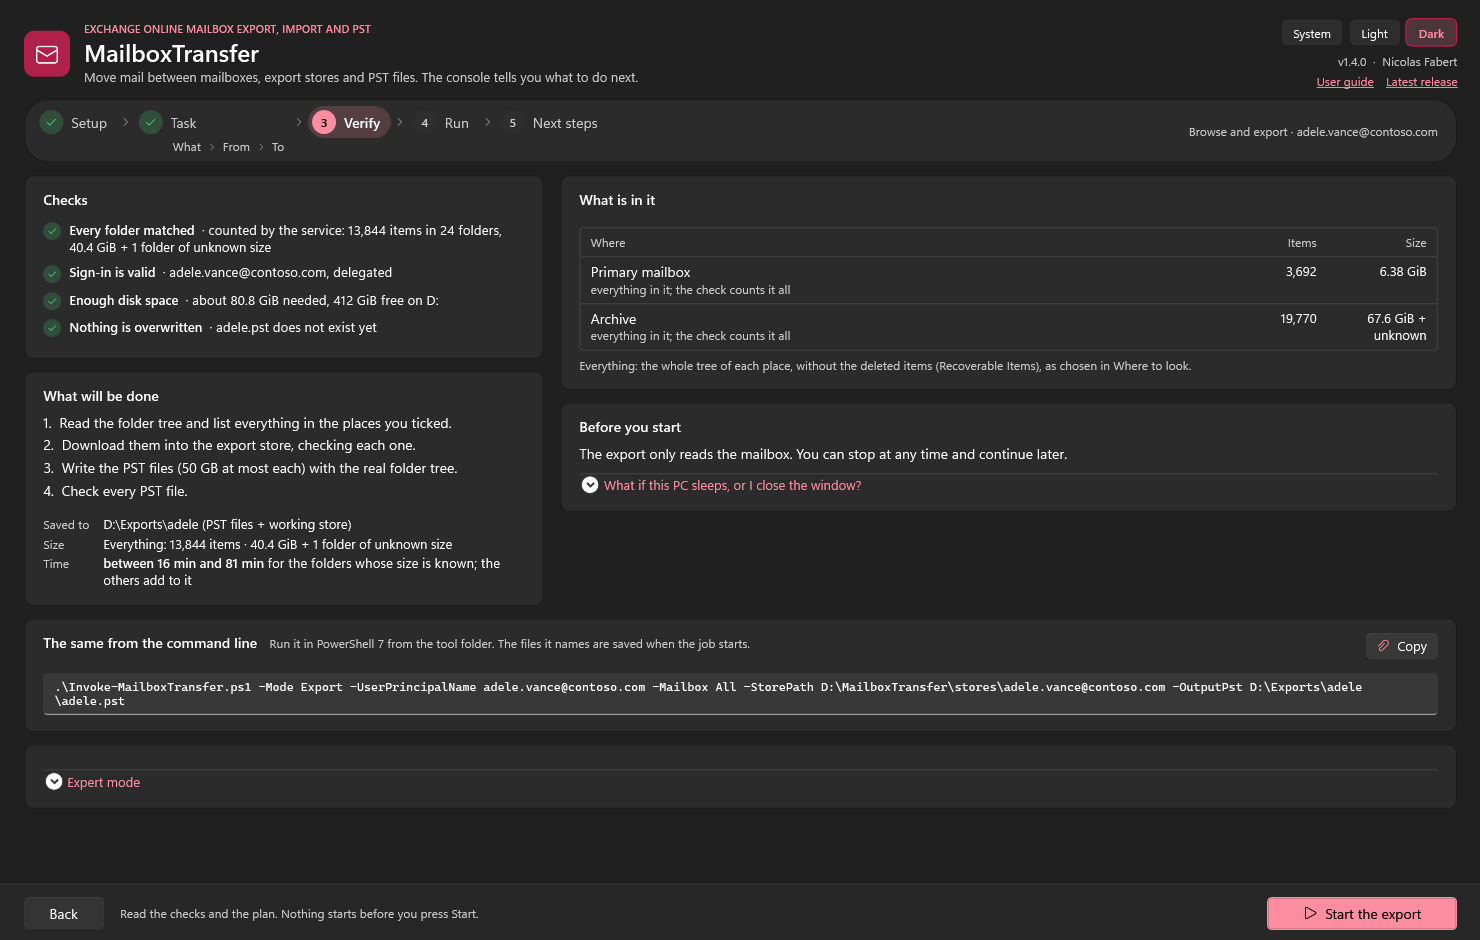 EXCHANGE ONLINE MAILBOX EXPORT, IMPORT AND PST
MailboxTransfer
Move mail between mailboxes, export stores and PST files. The console tells you what to do next.
System
Light
Dark
v1.4.0 · Nicolas Fabert
User guide
Latest release
Setup
Task
What
From
To
3 Verify
4 Run
5 Next steps
Browse and export · adele.vance@contoso.com
Checks
Every folder matched · counted by the service: 13,844 items in 24 folders,
40.4 GiB + 1 folder of unknown size
Sign-in is valid · adele.vance@contoso.com, delegated
Enough disk space · about 80.8 GiB needed, 412 GiB free on D:
Nothing is overwritten · adele.pst does not exist yet
What will be done
1. Read the folder tree and list everything in the places you ticked.
2. Download them into the export store, checking each one.
3. Write the PST files (50 GB at most each) with the real folder tree.
4. Check every PST file.
Saved to D:\Exports\adele (PST files + working store)
Size Everything: 13,844 items · 40.4 GiB + 1 folder of unknown size
Time between 16 min and 81 min for the folders whose size is known; the
others add to it
What is in it
Where Items Size
Primary mailbox 3,692 6.38 GiB
everything in it; the check counts it all
Archive 19,770 67.6 GiB +
everything in it; the check counts it all unknown
Everything: the whole tree of each place, without the deleted items (Recoverable Items), as chosen in Where to look.
Before you start
The export only reads the mailbox. You can stop at any time and continue later.
What if this PC sleeps, or I close the window?
The same from the command line Run it in PowerShell 7 from the tool folder. The files it names are saved when the job starts.
Copy
.\Invoke-MailboxTransfer.ps1 -Mode Export -UserPrincipalName adele.vance@contoso.com -Mailbox All -StorePath D:\MailboxTransfer\stores\adele.vance@contoso.com -OutputPst D:\Exports\adele
\adele.pst
Expert mode
Back
Read the checks and the plan. Nothing starts before you press Start.
Start the export